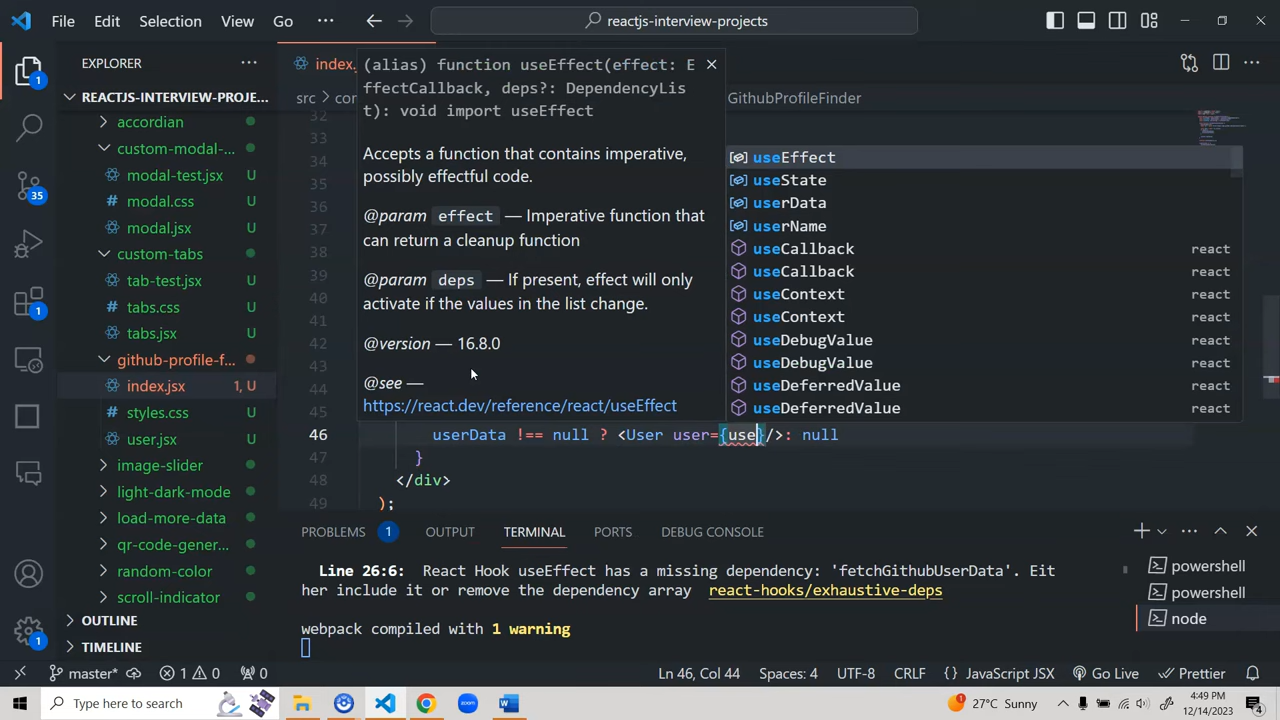 File Edit Selection View Go ··· reactjs-interview-projects
EXPLORER ···
REACTJS-INTERVIEW-PROJE...
accordian
custom-modal-...
modal-test.jsx U
modal.css U
modal.jsx U
custom-tabs
tab-test.jsx U
tabs.css U
tabs.jsx U
github-profile-f...
index.jsx 1, U
styles.css U
user.jsx U
image-slider
light-dark-mode
load-more-data
qr-code-gener...
random-color
scroll-indicator
OUTLINE
TIMELINE
1
35
1
1
index.
src > cor
GithubProfileFinder
(alias) function useEffect(effect: E
ffectCallback, deps?: DependencyLis
t): void import useEffect
Accepts a function that contains imperative,
possibly effectful code.
@param effect — Imperative function that
can return a cleanup function
@param deps — If present, effect will only
activate if the values in the list change.
@version — 16.8.0
@see —
https://react.dev/reference/react/useEffect
useEffect
useState
userData
userName
useCallback react
useCallback react
useContext react
useContext react
useDebugValue react
useDebugValue react
useDeferredValue react
useDeferredValue react
32
33
34
35
36
37
38
39
40
41
42
43
44
45
46 userData !== null ? <User user={use}/>: null
47 }
48 </div>
49 );
PROBLEMS 1 OUTPUT TERMINAL PORTS DEBUG CONSOLE
Line 26:6: React Hook useEffect has a missing dependency: 'fetchGithubUserData'. Eit
her include it or remove the dependency array react-hooks/exhaustive-deps
webpack compiled with 1 warning
powershell
powershell
node
master* 1 0 0 Ln 46, Col 38 Spaces: 4 UTF-8 CRLF {} JavaScript JSX Go Live Prettier
Type here to search 27°C Sunny 4:49 PM
12/14/2023 4